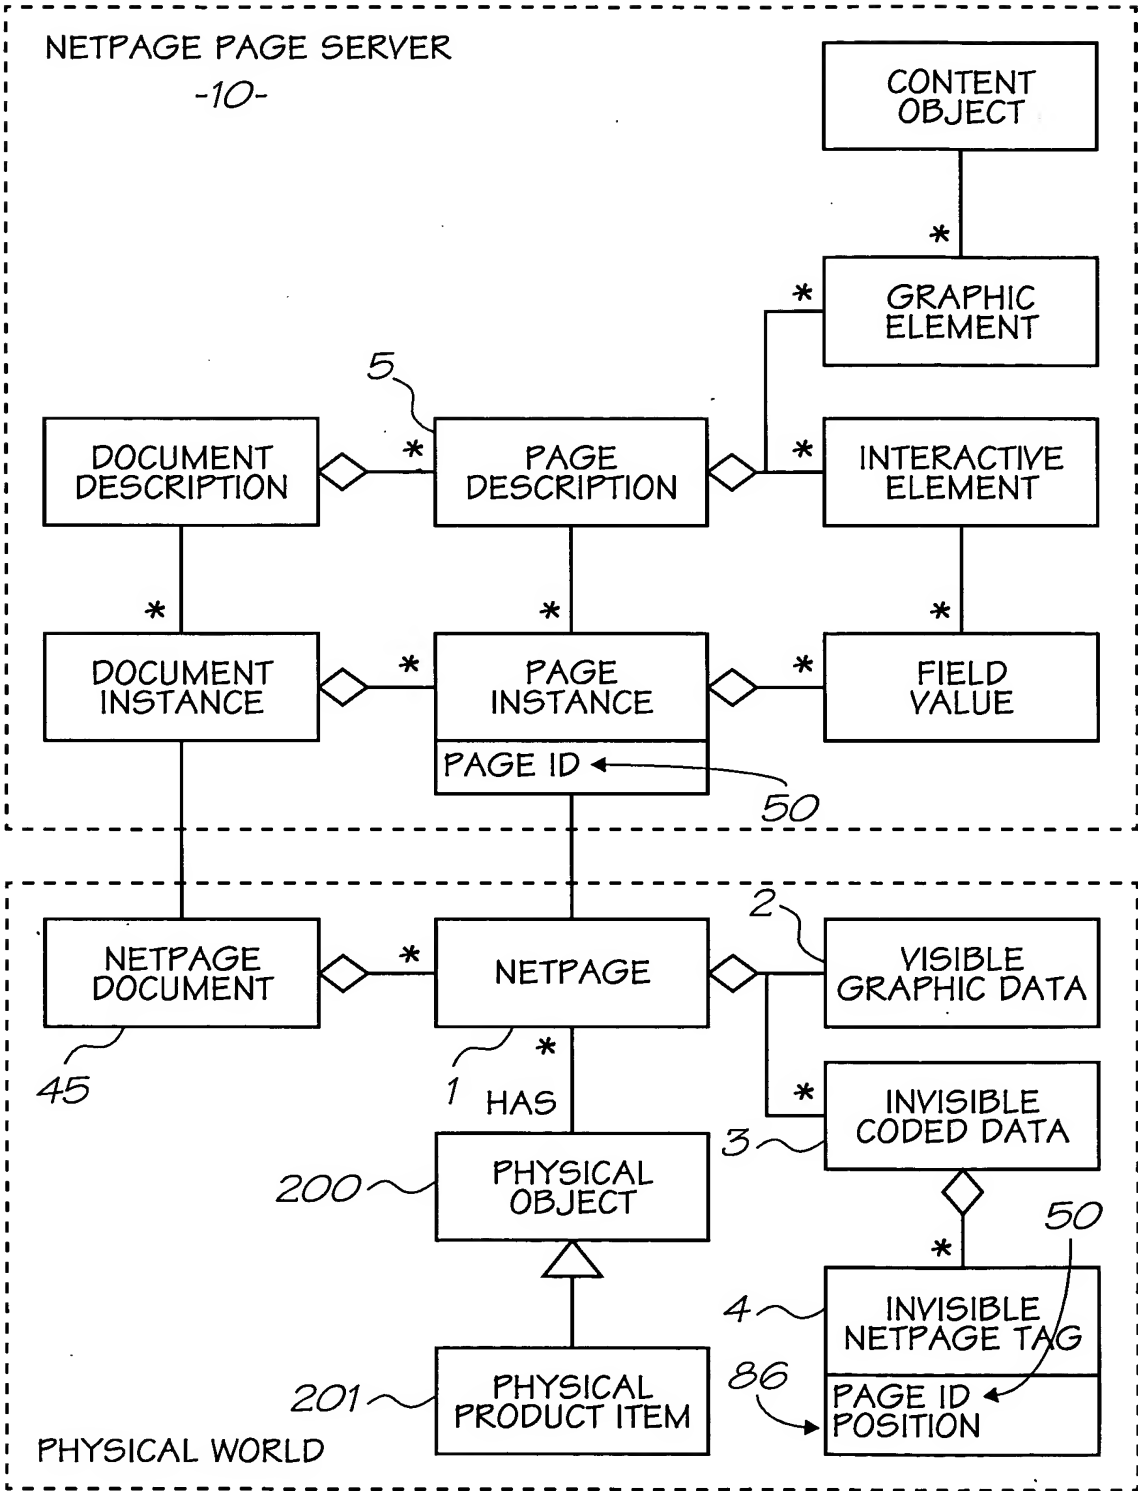 NETPAGE PAGE SERVER
-10-
CONTENT
OBJECT
*
*
GRAPHIC
ELEMENT
5
DOCUMENT
DESCRIPTION
*
PAGE
DESCRIPTION
*
INTERACTIVE
ELEMENT
*
*
*
DOCUMENT
INSTANCE
*
PAGE
INSTANCE
*
FIELD
VALUE
PAGE ID
50
2
NETPAGE
DOCUMENT
*
NETPAGE
VISIBLE
GRAPHIC DATA
45
1
*
HAS
*
INVISIBLE
CODED DATA
3
200
PHYSICAL
OBJECT
50
*
4
INVISIBLE
NETPAGE TAG
86
PAGE ID
POSITION
201
PHYSICAL
PRODUCT ITEM
PHYSICAL WORLD